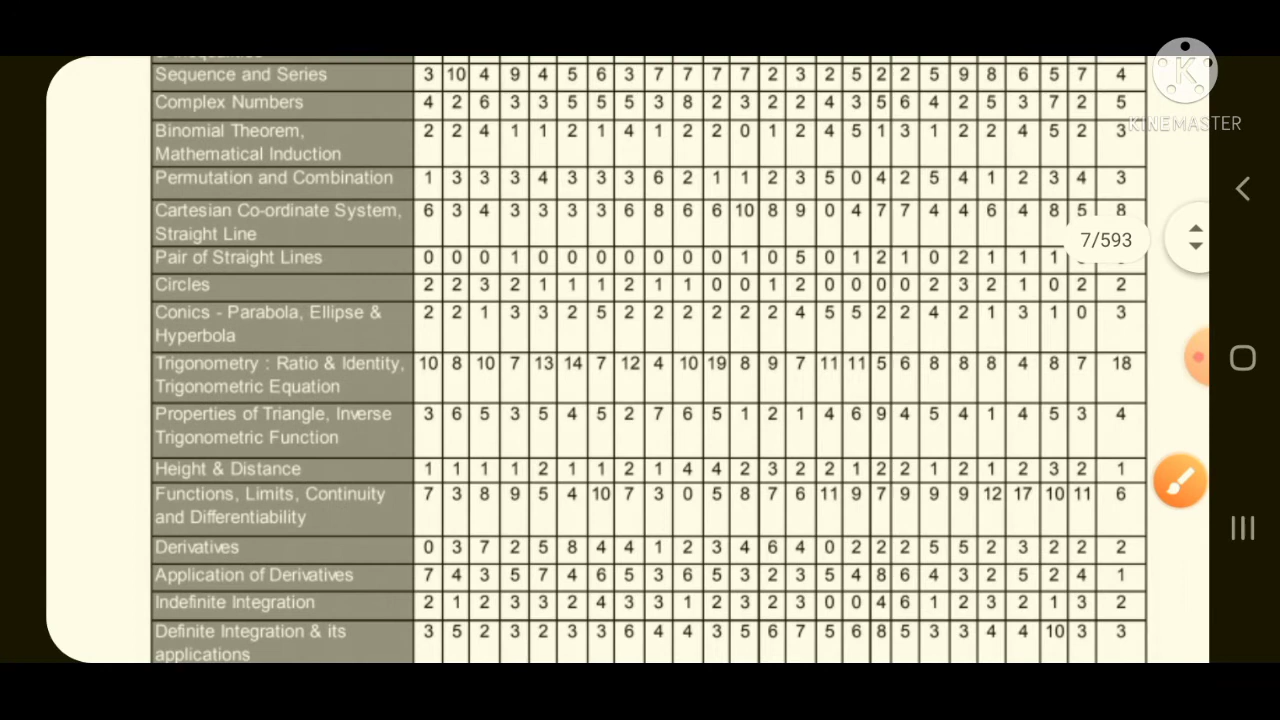 Sequence and Series 3 10 4 9 4 5 6 3 7 7 7 7 2 3 2 5 2 2 5 9 8 6 5 7 4
Complex Numbers 4 2 6 3 3 5 5 5 3 8 2 3 2 2 4 3 5 6 4 2 5 3 7 2 5
KINEMASTER
Binomial Theorem, 2 2 4 1 1 2 1 4 1 2 2 0 1 2 4 5 1 3 1 2 2 4 5 2 3
Mathematical Induction
Permutation and Combination 1 3 3 3 4 3 3 3 6 2 1 1 2 3 5 0 4 2 5 4 1 2 3 4 3
Cartesian Co-ordinate System, 6 3 4 3 3 3 3 6 8 6 6 10 8 9 0 4 7 7 4 4 6 4 8 5 8
Straight Line
7/593
Pair of Straight Lines 0 0 0 1 0 0 0 0 0 0 0 1 0 5 0 1 2 1 0 2 1 1 1
Circles 2 2 3 2 1 1 1 2 1 1 0 0 1 2 0 0 0 0 2 3 2 1 0 2 2
Conics - Parabola, Ellipse & 2 2 1 3 3 2 5 2 2 2 2 2 2 4 5 5 2 2 4 2 1 3 1 0 3
Hyperbola
Trigonometry : Ratio & Identity, 10 8 10 7 13 14 7 12 4 10 19 8 9 7 11 11 5 6 8 8 8 4 8 7 18
Trigonometric Equation
Properties of Triangle, Inverse 3 6 5 3 5 4 5 2 7 6 5 1 2 1 4 6 9 4 5 4 1 4 5 3 4
Trigonometric Function
Height & Distance 1 1 1 1 2 1 1 2 1 4 4 2 3 2 2 1 2 2 1 2 1 2 3 2 1
Functions, Limits, Continuity 7 3 8 9 5 4 10 7 3 0 5 8 7 6 11 9 7 9 9 9 12 17 10 11 6
and Differentiability
Derivatives 0 3 7 2 5 8 4 4 1 2 3 4 6 4 0 2 2 2 5 5 2 3 2 2 2
Application of Derivatives 7 4 3 5 7 4 6 5 3 6 5 3 2 3 5 4 8 6 4 3 2 5 2 4 1
Indefinite Integration 2 1 2 3 3 2 4 3 3 1 2 3 2 3 0 0 4 6 1 2 3 2 1 3 2
Definite Integration & its 3 5 2 3 2 3 3 6 4 4 3 5 6 7 5 6 8 5 3 3 4 4 10 3 3
applications